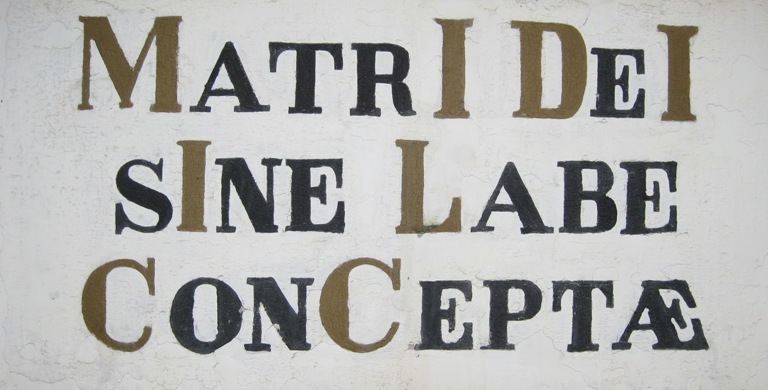 MATRI DEI
SINE LABE
CONCEPTÆ